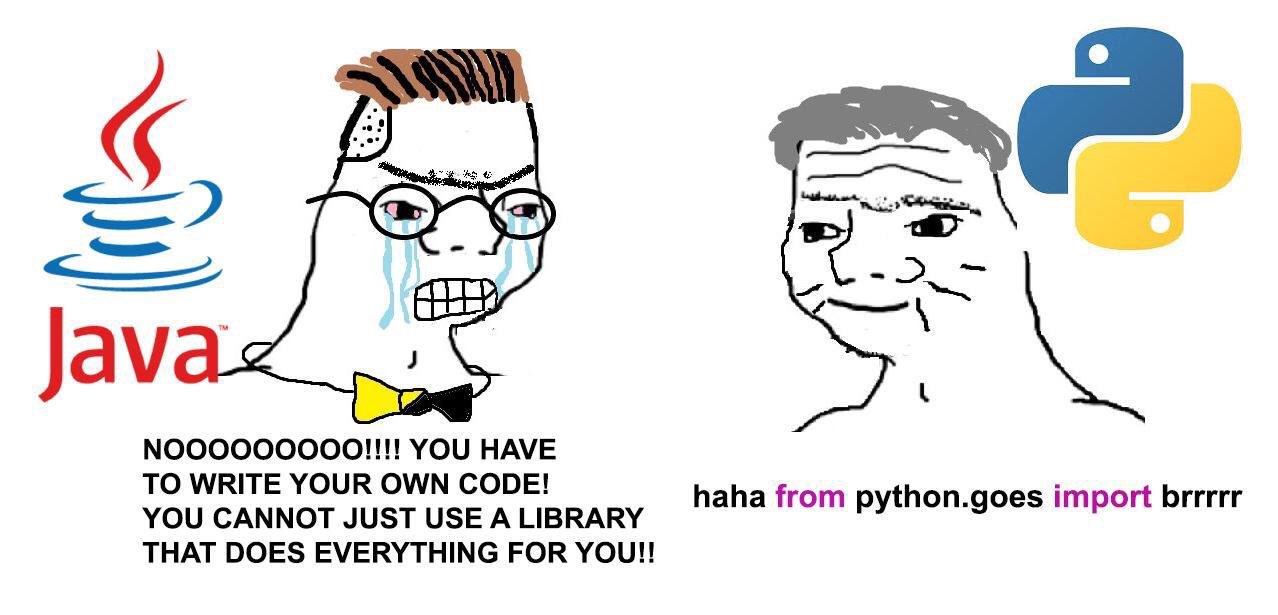 Java™
NOOOOOOOOO!!!! YOU HAVE
TO WRITE YOUR OWN CODE!
YOU CANNOT JUST USE A LIBRARY
THAT DOES EVERYTHING FOR YOU!!
haha from python.goes import brrrrr